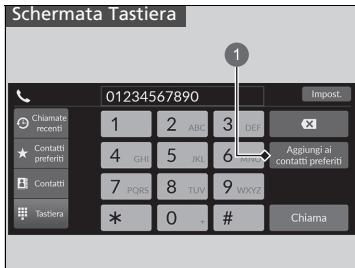 Schermata Tastiera
1
01234567890
Impost.
Chiamate
recenti
1
2 ABC
3 DEF
Contatti
preferiti
4 GHI
5 JKL
6 MNO
Aggiungi ai
contatti preferiti
Contatti
7 PQRS
8 TUV
9 WXYZ
Tastiera
*
0 +
#
Chiama